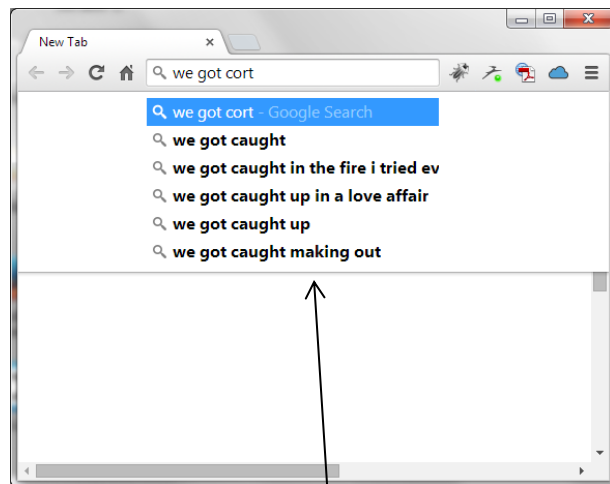 New Tab
we got cort
we got cort - Google Search
we got caught
we got caught in the fire i tried ev
we got caught up in a love affair
we got caught up
we got caught making out